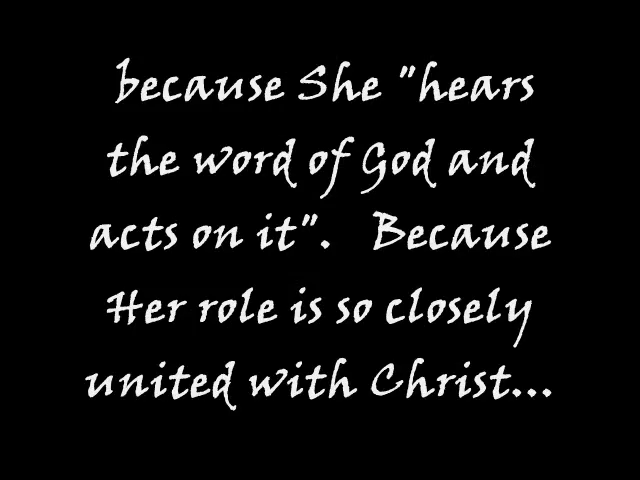 because She "hears
the word of God and
acts on it".  Because
Her role is so closely
united with Christ...